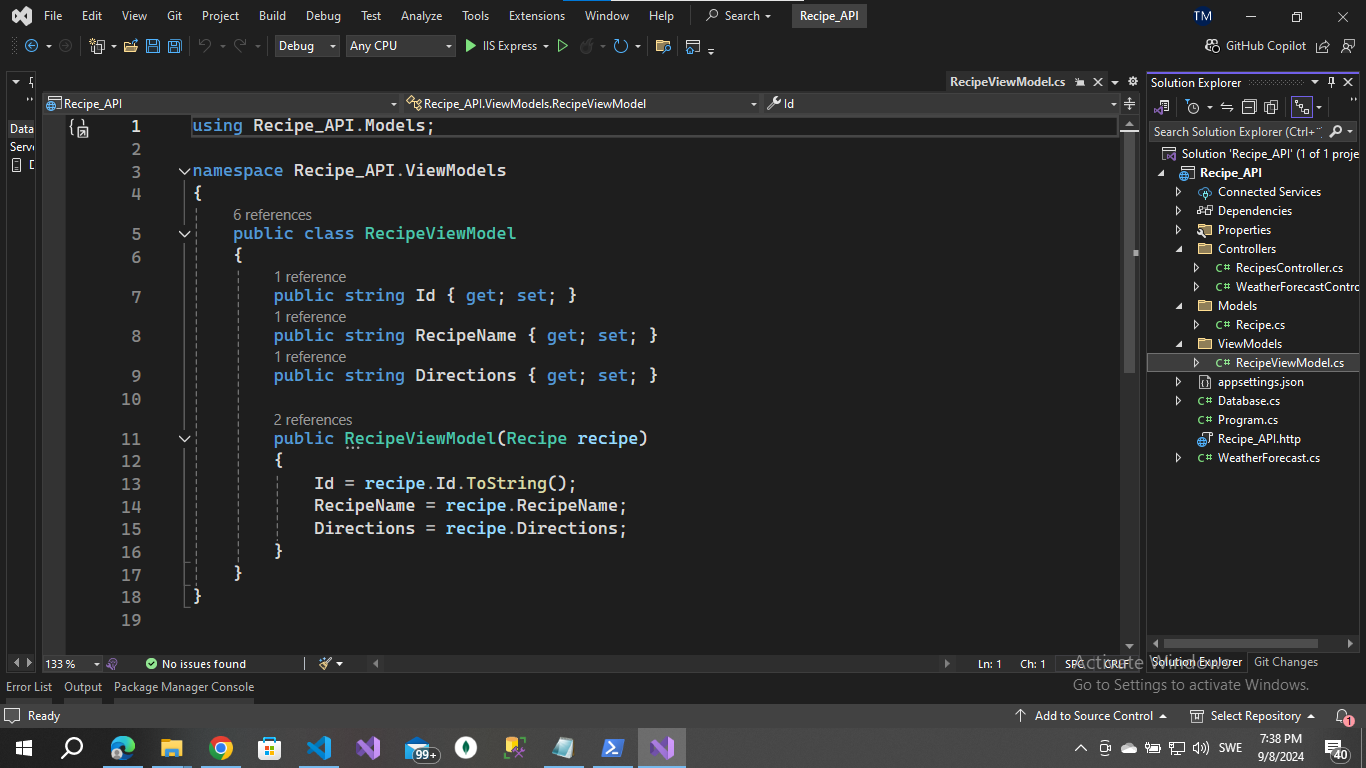 File Edit View Git Project Build Debug Test Analyze Tools Extensions Window Help Search Recipe_API TM
Debug Any CPU IIS Express GitHub Copilot
RecipeViewModel.cs
Solution Explorer
Recipe_API Recipe_API.ViewModels.RecipeViewModel Id
Data
Serv
Search Solution Explorer (Ctrl+
Solution 'Recipe_API' (1 of 1 proje
Recipe_API
Connected Services
Dependencies
Properties
Controllers
C# RecipesController.cs
C# WeatherForecastContro
Models
C# Recipe.cs
ViewModels
C# RecipeViewModel.cs
appsettings.json
C# Database.cs
C# Program.cs
Recipe_API.http
C# WeatherForecast.cs
1 using Recipe_API.Models;
2
3 namespace Recipe_API.ViewModels
4 {
6 references
5 public class RecipeViewModel
6 {
1 reference
7 public string Id { get; set; }
1 reference
8 public string RecipeName { get; set; }
1 reference
9 public string Directions { get; set; }
10
2 references
11 public RecipeViewModel(Recipe recipe)
12 {
13 Id = recipe.Id.ToString();
14 RecipeName = recipe.RecipeName;
15 Directions = recipe.Directions;
16 }
17 }
18 }
19
133 % No issues found Ln: 1 Ch: 1 SPC CRLF
Solution Explorer Git Changes
Activate Windows
Go to Settings to activate Windows.
Error List Output Package Manager Console
Ready Add to Source Control Select Repository 1
99+ SWE 7:38 PM
9/8/2024 40